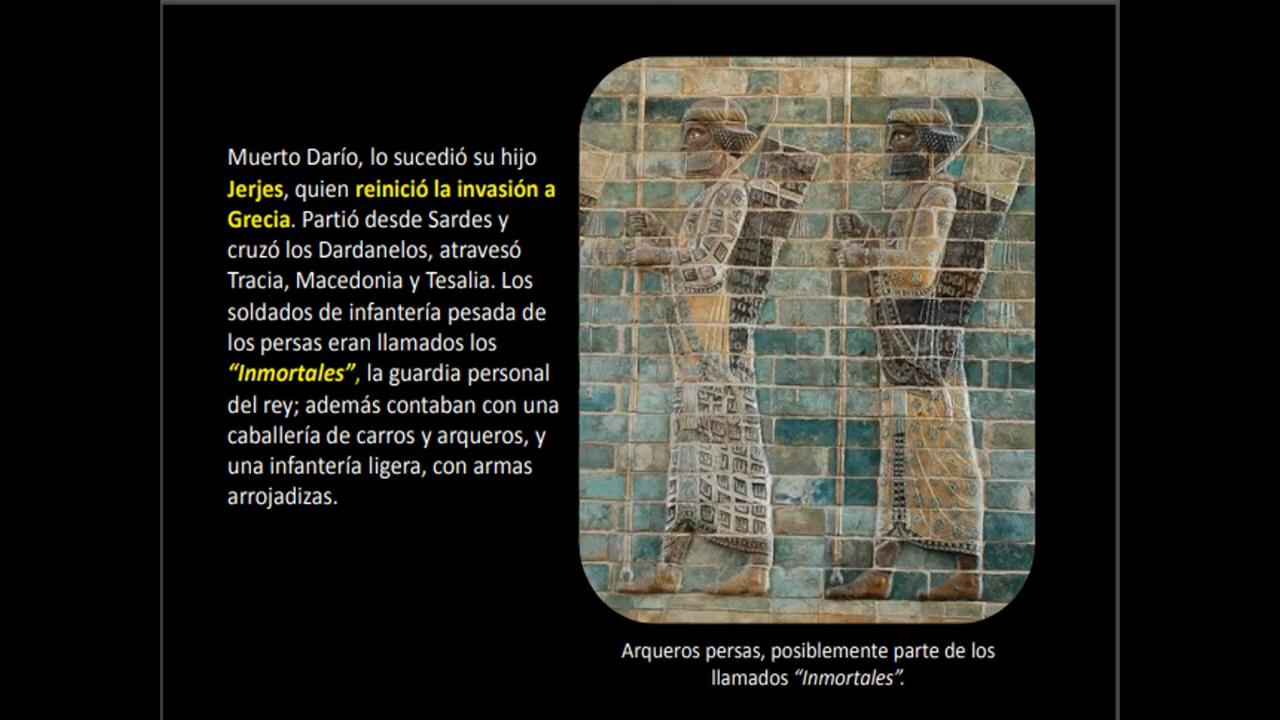 Muerto Darío, lo sucedió su hijo
Jerjes, quien reinició la invasión a
Grecia. Partió desde Sardes y
cruzó los Dardanelos, atravesó
Tracia, Macedonia y Tesalia. Los
soldados de infantería pesada de
los persas eran llamados los
“Inmortales”, la guardia personal
del rey; además contaban con una
caballería de carros y arqueros, y
una infantería ligera, con armas
arrojadizas.
Arqueros persas, posiblemente parte de los
llamados “Inmortales”.